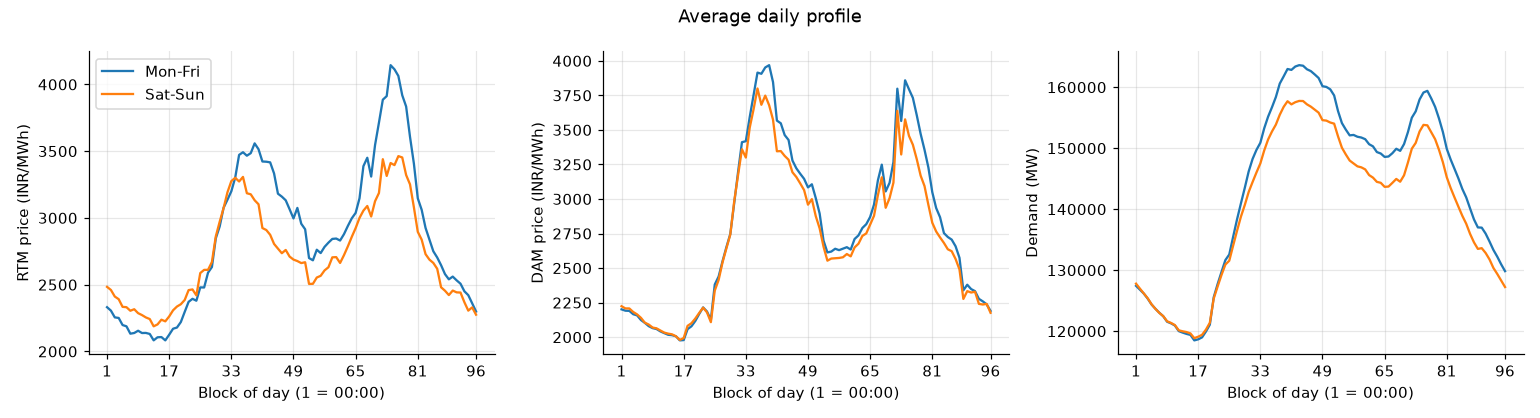 Average daily profile
RTM price (INR/MWh)
4000
3500
3000
2500
2000
Mon-Fri
Sat-Sun
1 17 33 49 65 81 96
Block of day (1 = 00:00)
DAM price (INR/MWh)
4000
3750
3500
3250
3000
2750
2500
2250
2000
1 17 33 49 65 81 96
Block of day (1 = 00:00)
Demand (MW)
160000
150000
140000
130000
120000
1 17 33 49 65 81 96
Block of day (1 = 00:00)